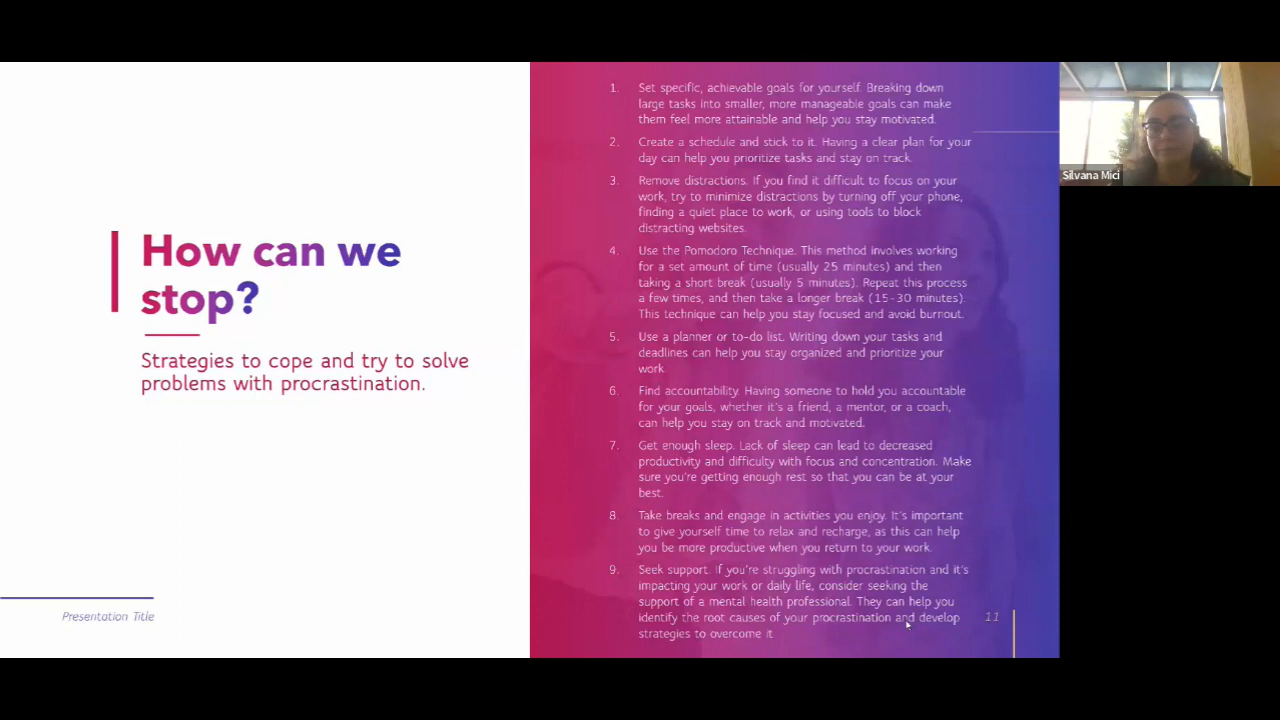 How can we
stop?
Strategies to cope and try to solve
problems with procrastination.
Presentation Title
1. Set specific, achievable goals for yourself. Breaking down
large tasks into smaller, more manageable goals can make
them feel more attainable and help you stay motivated.
2. Create a schedule and stick to it. Having a clear plan for your
day can help you prioritize tasks and stay on track.
3. Remove distractions. If you find it difficult to focus on your
work, try to minimize distractions by turning off your phone,
finding a quiet place to work, or using tools to block
distracting websites.
4. Use the Pomodoro Technique. This method involves working
for a set amount of time (usually 25 minutes) and then
taking a short break (usually 5 minutes). Repeat this process
a few times, and then take a longer break (15-30 minutes).
This technique can help you stay focused and avoid burnout.
5. Use a planner or to-do list. Writing down your tasks and
deadlines can help you stay organized and prioritize your
work.
6. Find accountability. Having someone to hold you accountable
for your goals, whether it's a friend, a mentor, or a coach,
can help you stay on track and motivated.
7. Get enough sleep. Lack of sleep can lead to decreased
productivity and difficulty with focus and concentration. Make
sure you're getting enough rest so that you can be at your
best.
8. Take breaks and engage in activities you enjoy. It's important
to give yourself time to relax and recharge, as this can help
you be more productive when you return to your work.
9. Seek support. If you're struggling with procrastination and it's
impacting your work or daily life, consider seeking the
support of a mental health professional. They can help you
identify the root causes of your procrastination and develop
strategies to overcome it
11
Silvana Mici